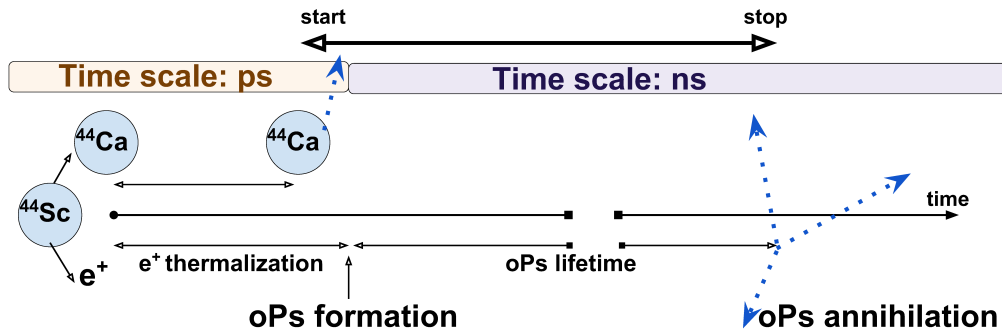 start
stop
Time scale: ps
Time scale: ns
⁴⁴Ca
⁴⁴Ca
⁴⁴Sc
time
e⁺
e⁺ thermalization
oPs lifetime
oPs formation
oPs annihilation